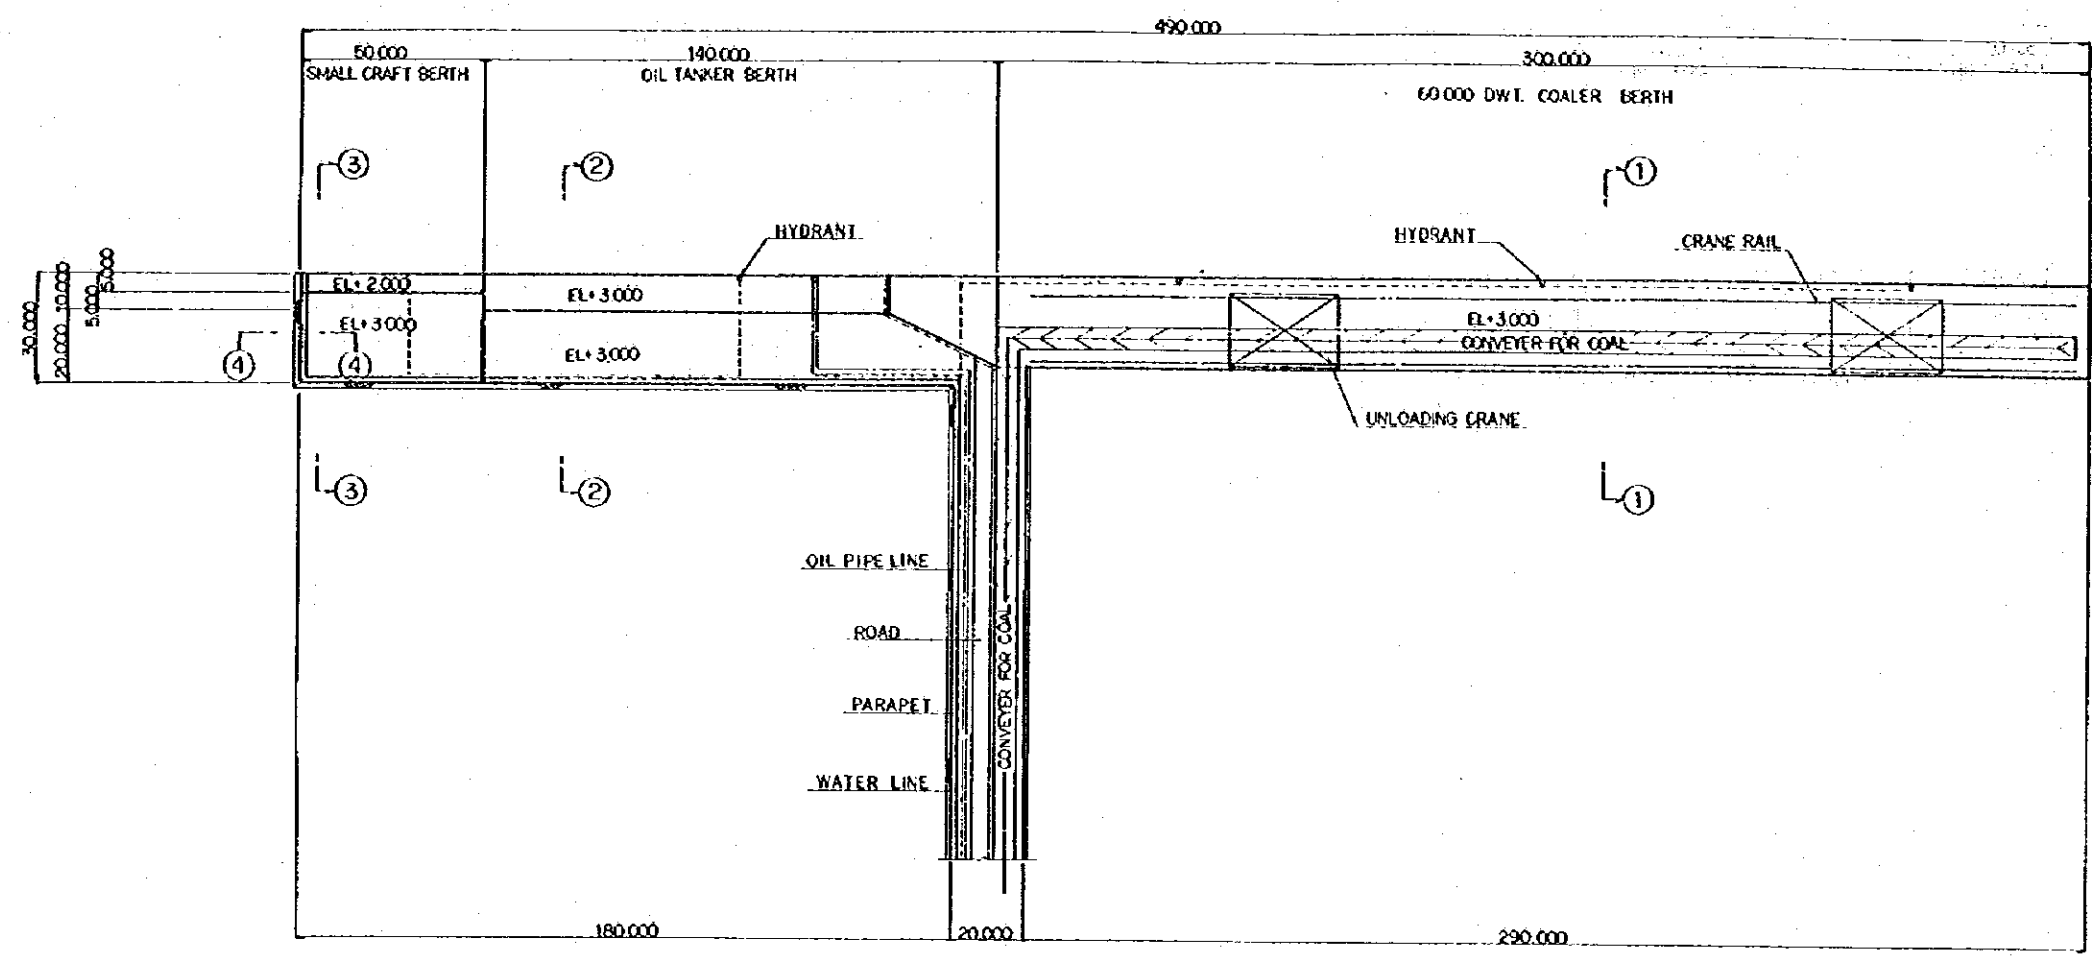 490.000
50.000
140.000
300.000
SMALL CRAFT BERTH
OIL TANKER BERTH
60 000 DWT. COALER BERTH
3
2
1
HYDRANT
HYDRANT
CRANE RAIL
30.000
10.000
20.000
5.000
5.000
EL+ 2.000
EL+ 3.000
EL+ 3.000
EL+ 3.000
EL+ 3.000
CONVEYER FOR COAL
4
4
UNLOADING CRANE
3
2
1
OIL PIPE LINE
ROAD
PARAPET
WATER LINE
CONVEYER FOR COAL
180.000
20.000
290.000